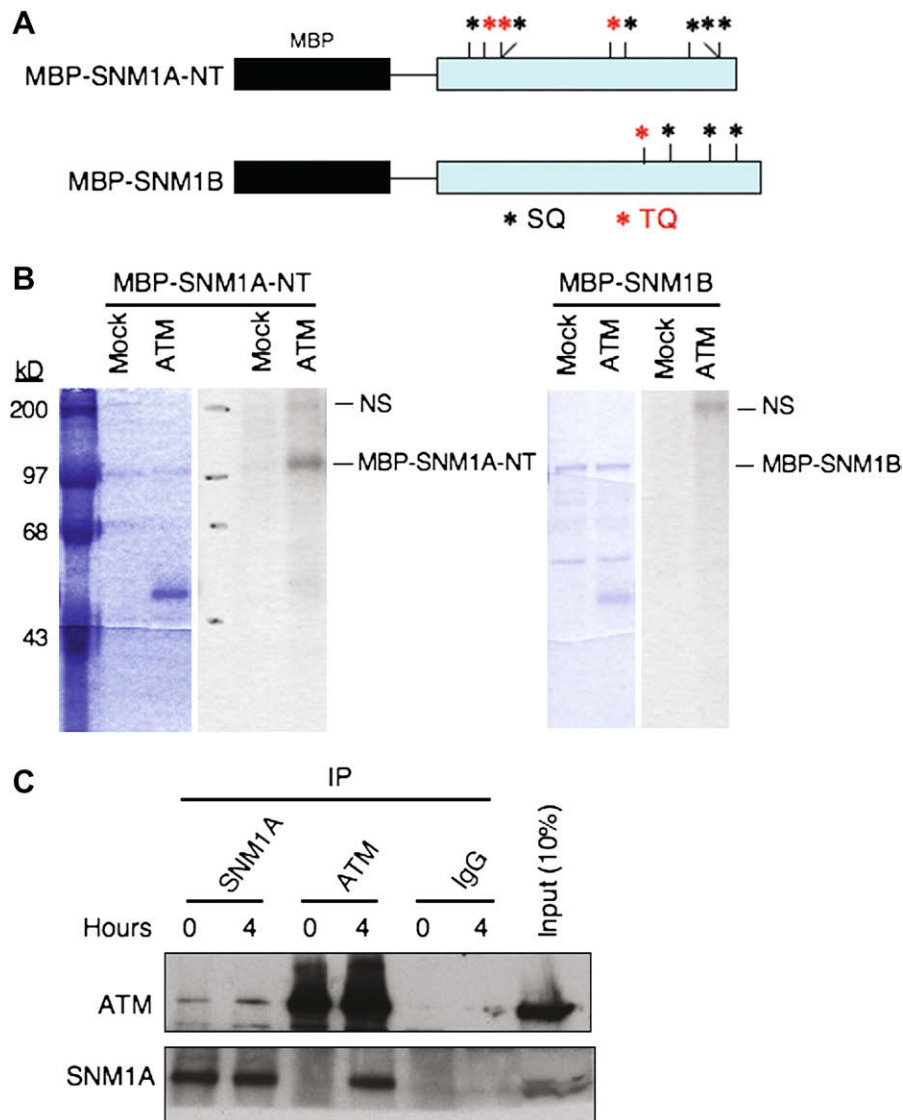 A
MBP
MBP-SNM1A-NT
* * * * * * * * *
MBP-SNM1B
* * * *
* SQ * TQ
B
MBP-SNM1A-NT MBP-SNM1B
Mock ATM Mock ATM Mock ATM Mock ATM
kD
200 NS NS
97 MBP-SNM1A-NT MBP-SNM1B
68
43
C
IP
SNM1A ATM IgG Input (10%)
Hours 0 4 0 4 0 4
ATM
SNM1A